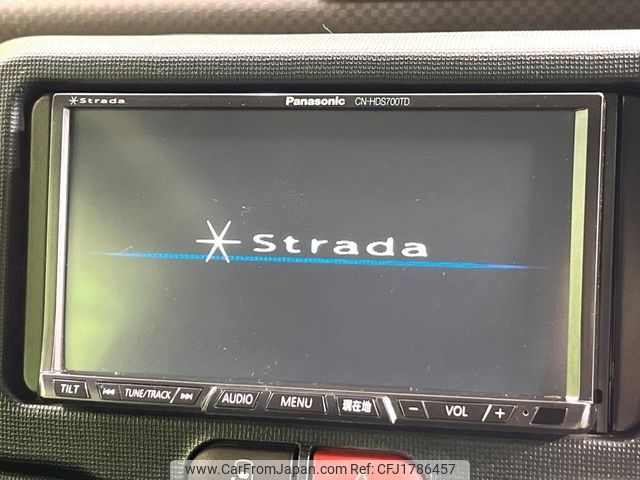 Strada Panasonic CN-HDS700TD
Strada
TILT TUNE/TRACK AUDIO MENU 現在地 − VOL +
www.CarFromJapan.com Ref No: CFJ1786457